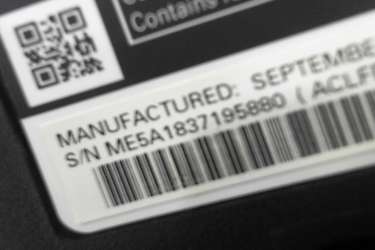 Contains
MANUFACTURED: SEPTEMBE
S/N ME5A1837195880 ( ACLF